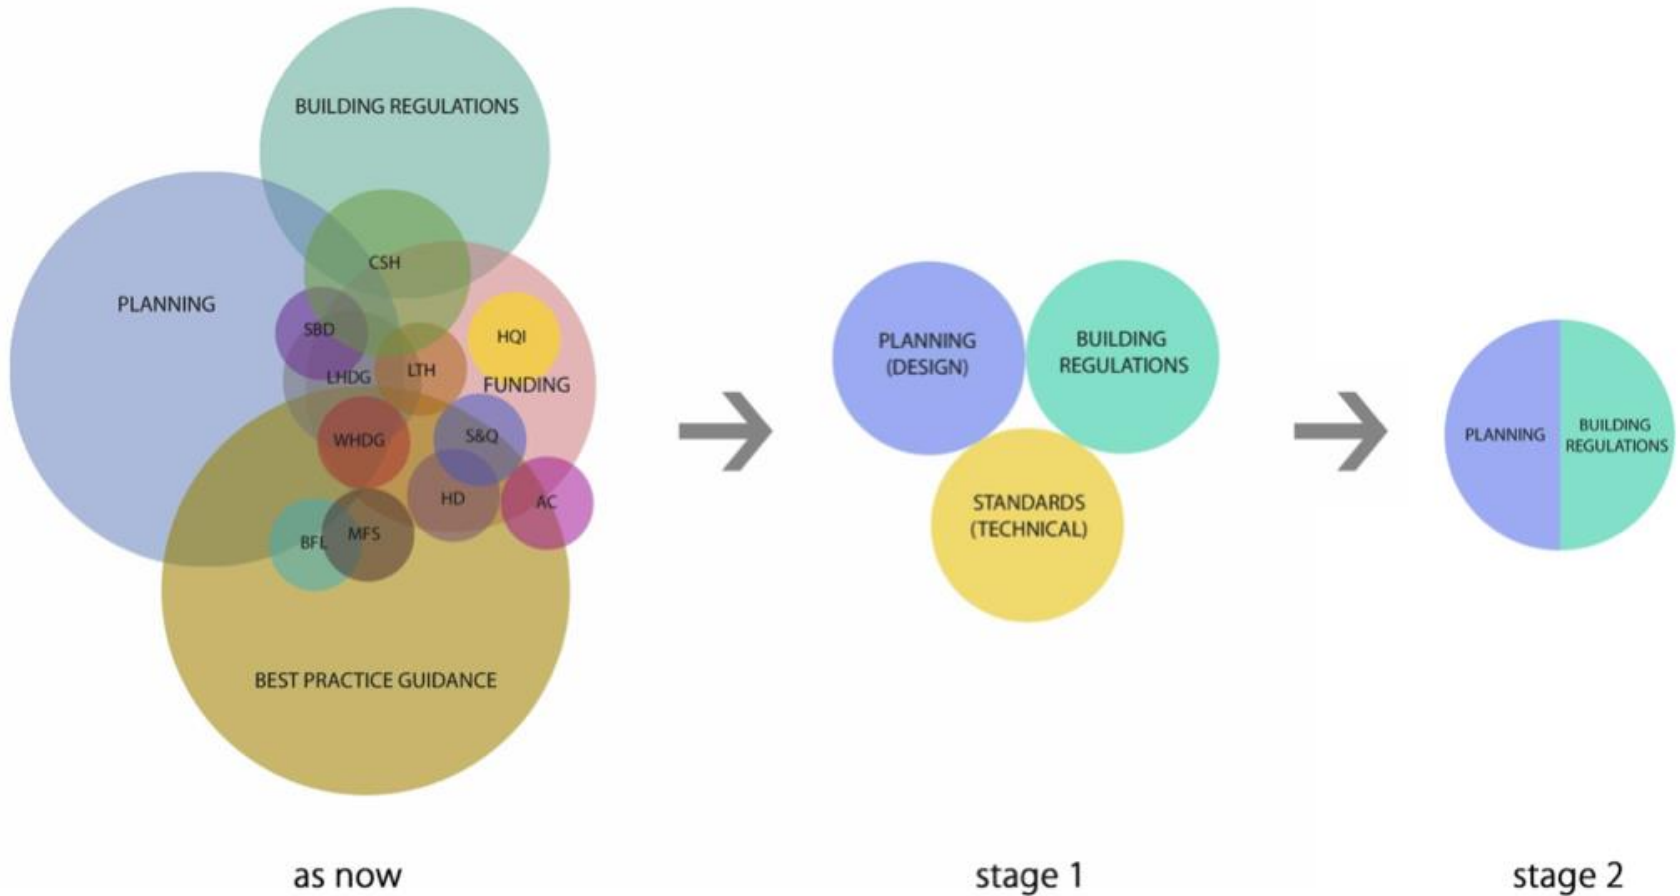 BUILDING REGULATIONS
CSH
PLANNING
SBD
HQI
LHDG
LTH
FUNDING
WHDG
S&Q
HD
AC
BFL
MFS
BEST PRACTICE GUIDANCE
as now
PLANNING
(DESIGN)
BUILDING
REGULATIONS
STANDARDS
(TECHNICAL)
stage 1
PLANNING
BUILDING
REGULATIONS
stage 2